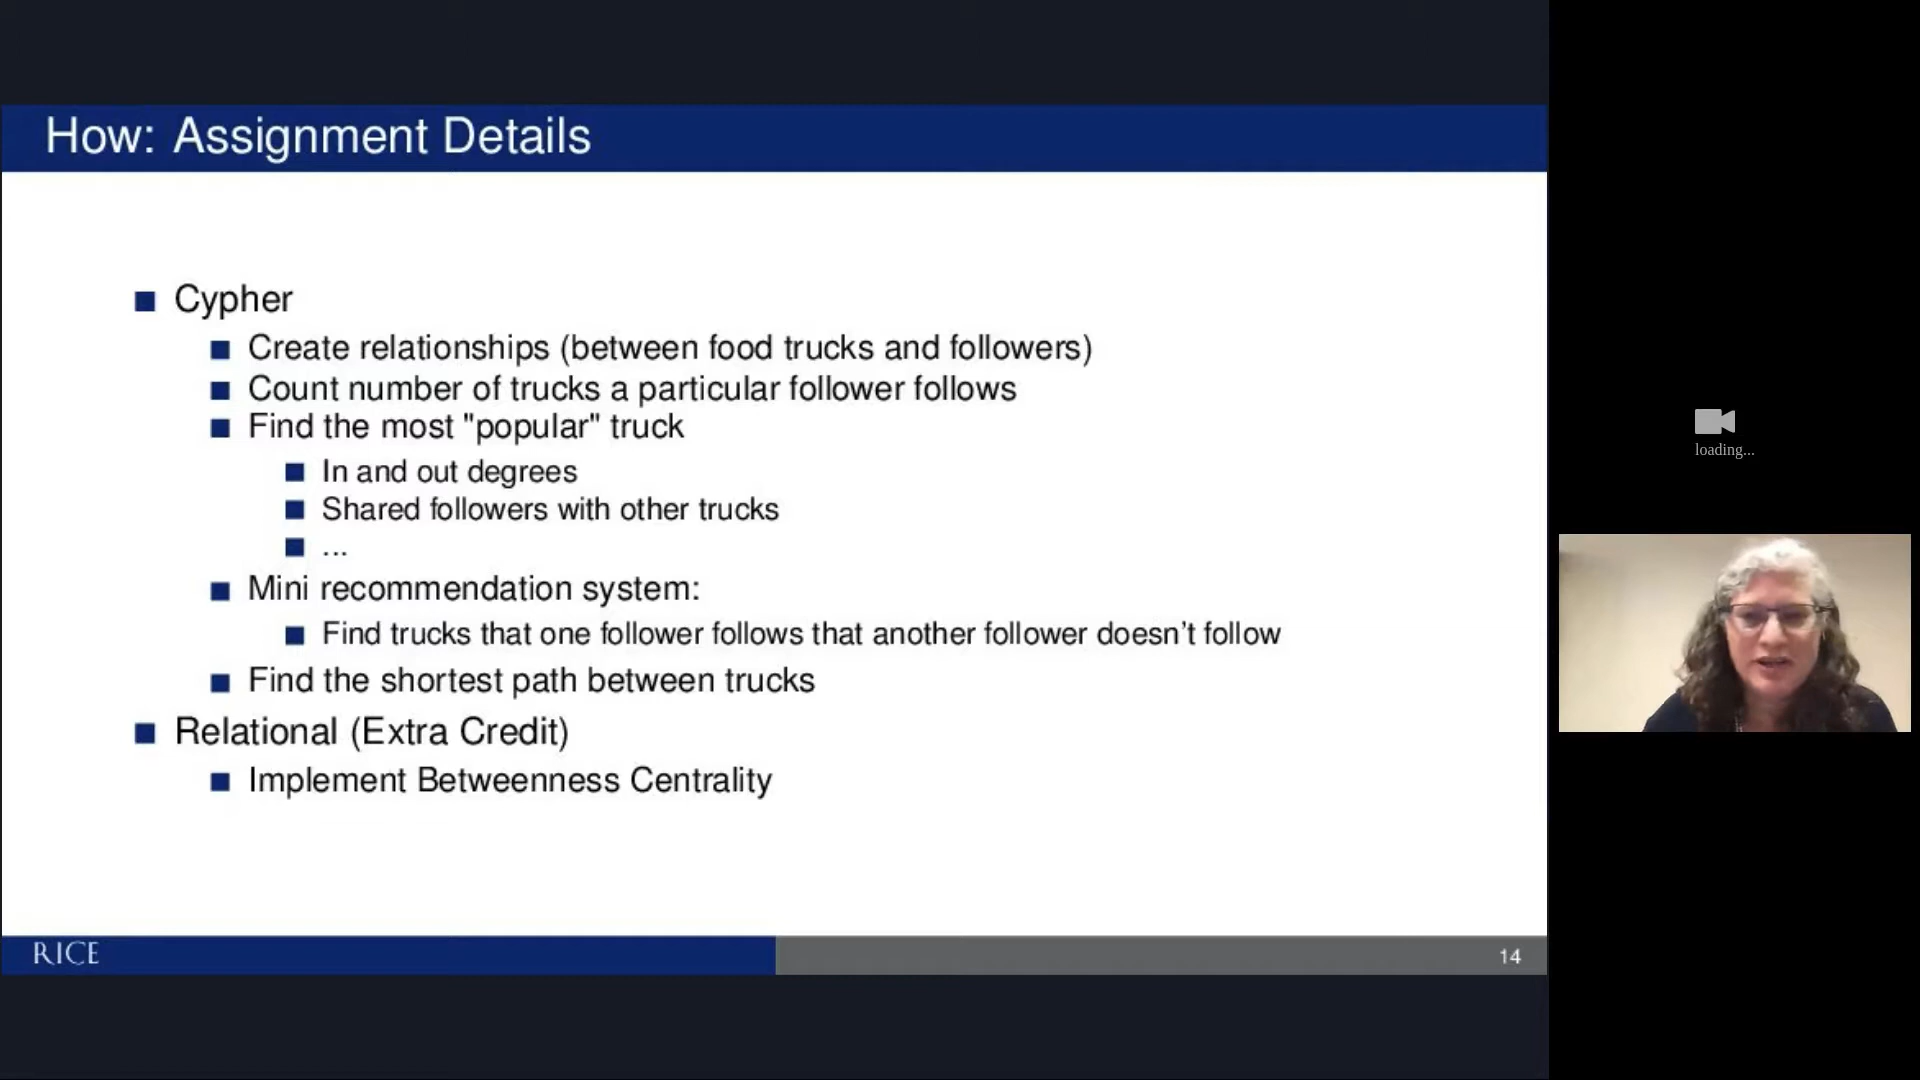 How: Assignment Details
Cypher
Create relationships (between food trucks and followers)
Count number of trucks a particular follower follows
Find the most "popular" truck
In and out degrees
Shared followers with other trucks
...
Mini recommendation system:
Find trucks that one follower follows that another follower doesn’t follow
Find the shortest path between trucks
Relational (Extra Credit)
Implement Betweenness Centrality
RICE
14
loading...